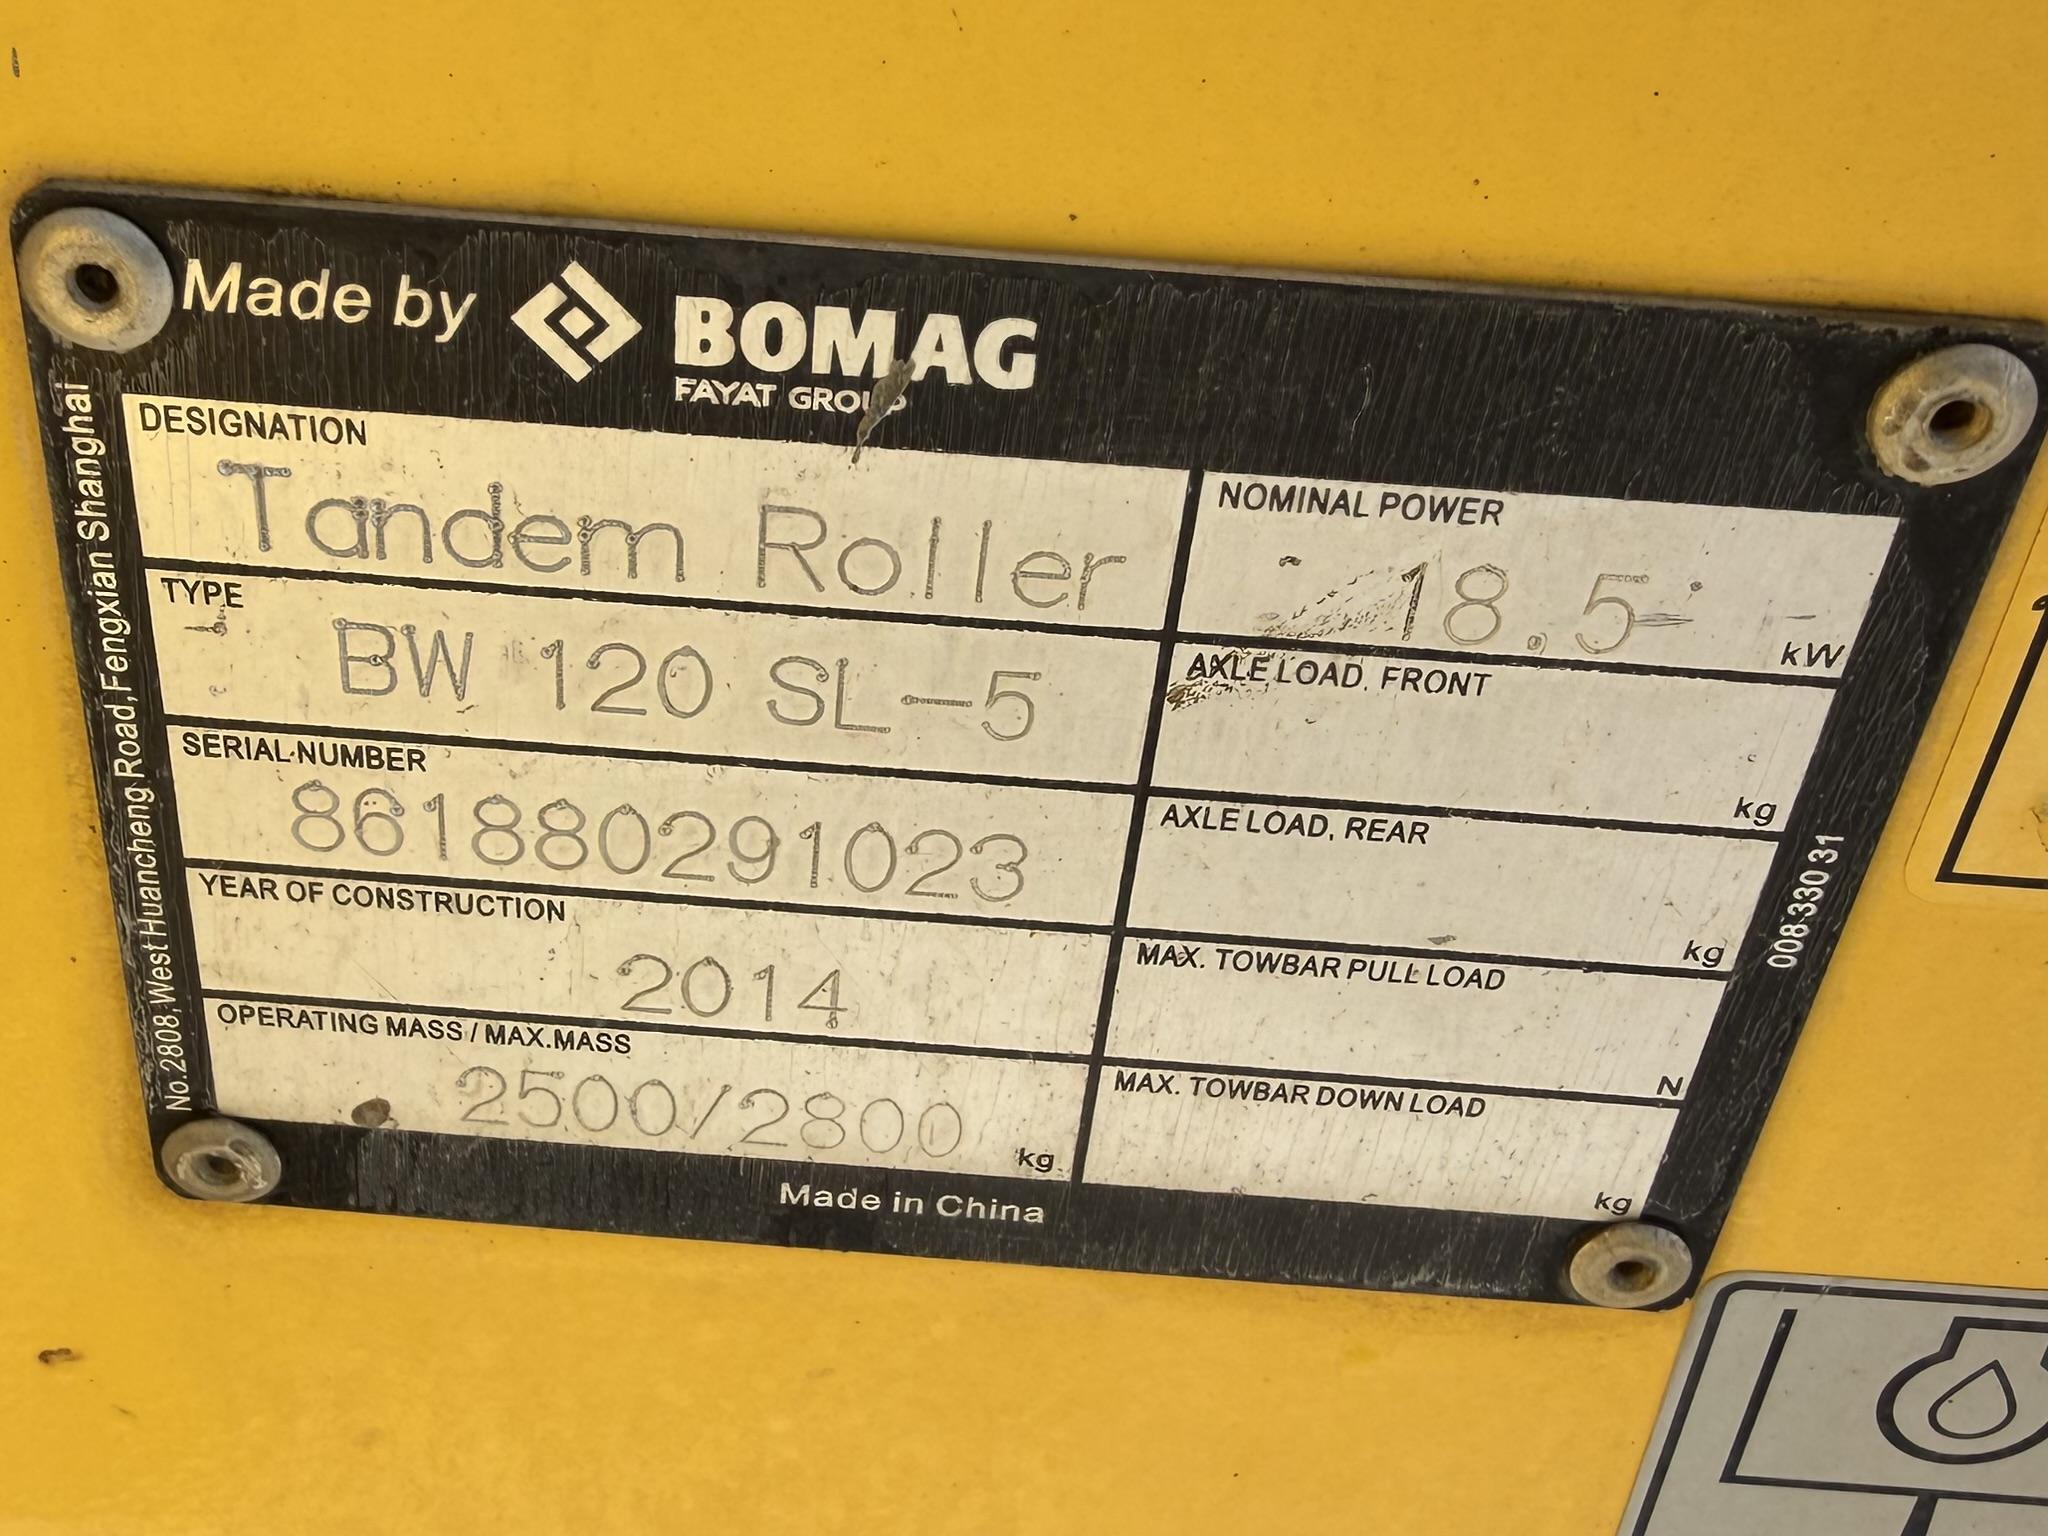 Made by BOMAG
FAYAT GROUP
DESIGNATION
Tandem Roller
TYPE
BW 120 SL-5
SERIAL NUMBER
861880291023
YEAR OF CONSTRUCTION
2014
OPERATING MASS / MAX.MASS
2500/2800 kg
NOMINAL POWER
18.5 kW
AXLE LOAD, FRONT
kg
AXLE LOAD, REAR
kg
MAX. TOWBAR PULL LOAD
N
MAX. TOWBAR DOWN LOAD
kg
Made in China
No.2808,West Huancheng Road,Fengxian Shanghai
00833031